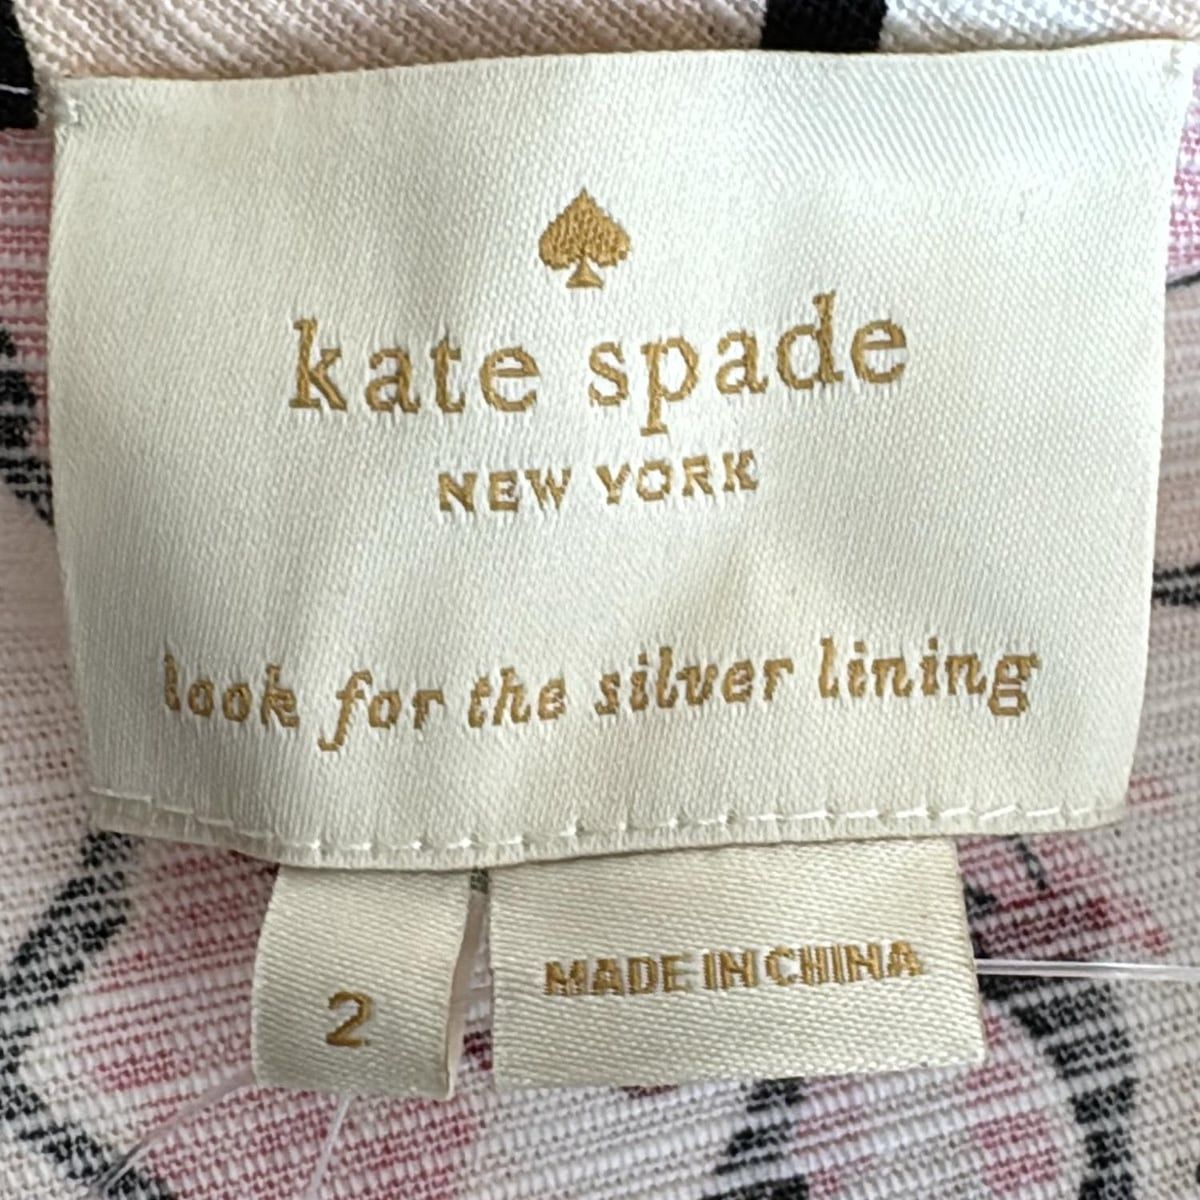 kate spade
NEW YORK
look for the silver lining
2
MADE IN CHINA